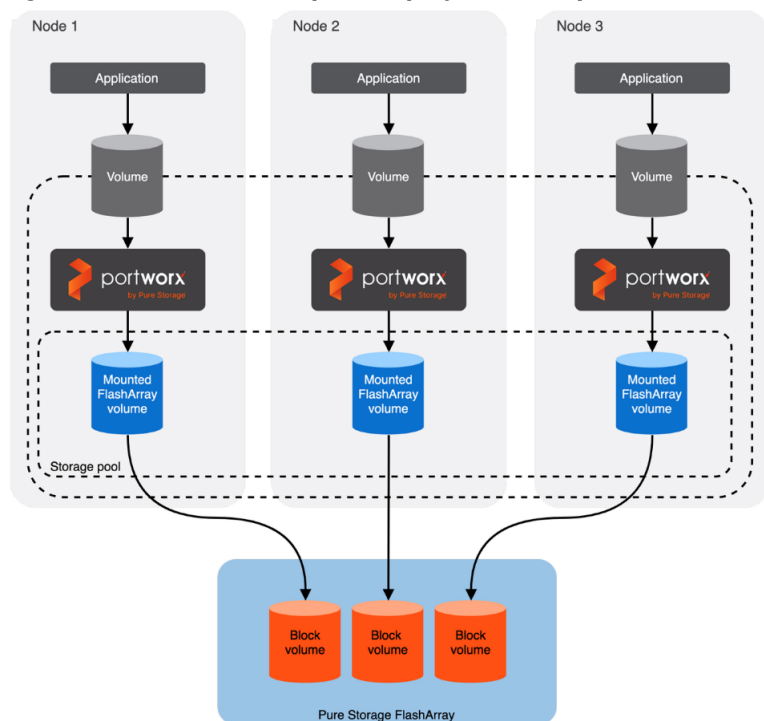 Node 1
Node 2
Node 3
Application
Application
Application
Volume
Volume
Volume
portworx
by Pure Storage
portworx
by Pure Storage
portworx
by Pure Storage
Mounted
FlashArray
volume
Mounted
FlashArray
volume
Mounted
FlashArray
volume
Storage pool
Block
volume
Block
volume
Block
volume
Pure Storage FlashArray